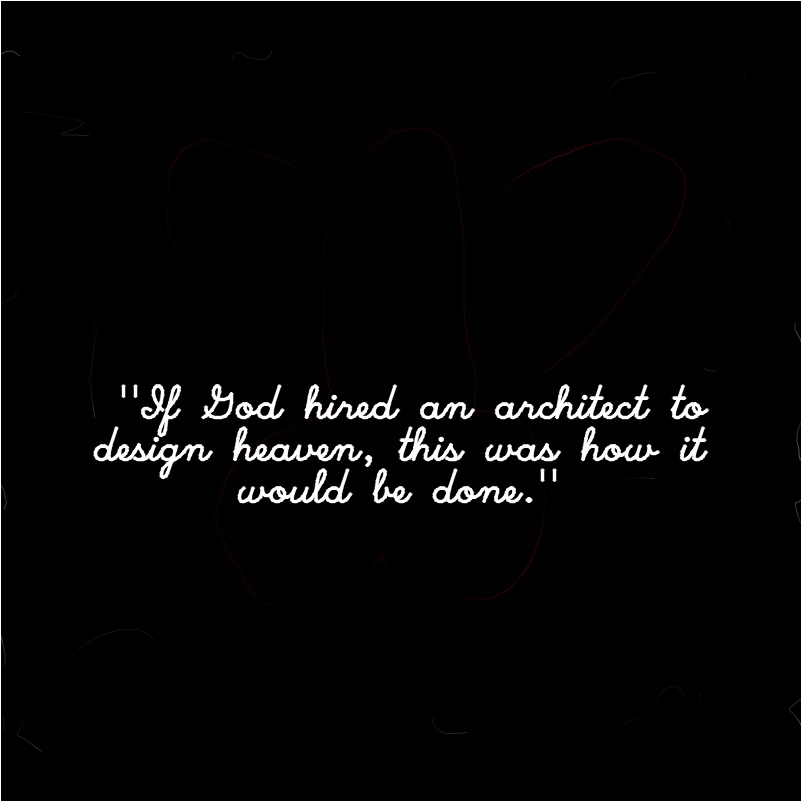 "If God hired an architect to
design heaven, this was how it
would be done."